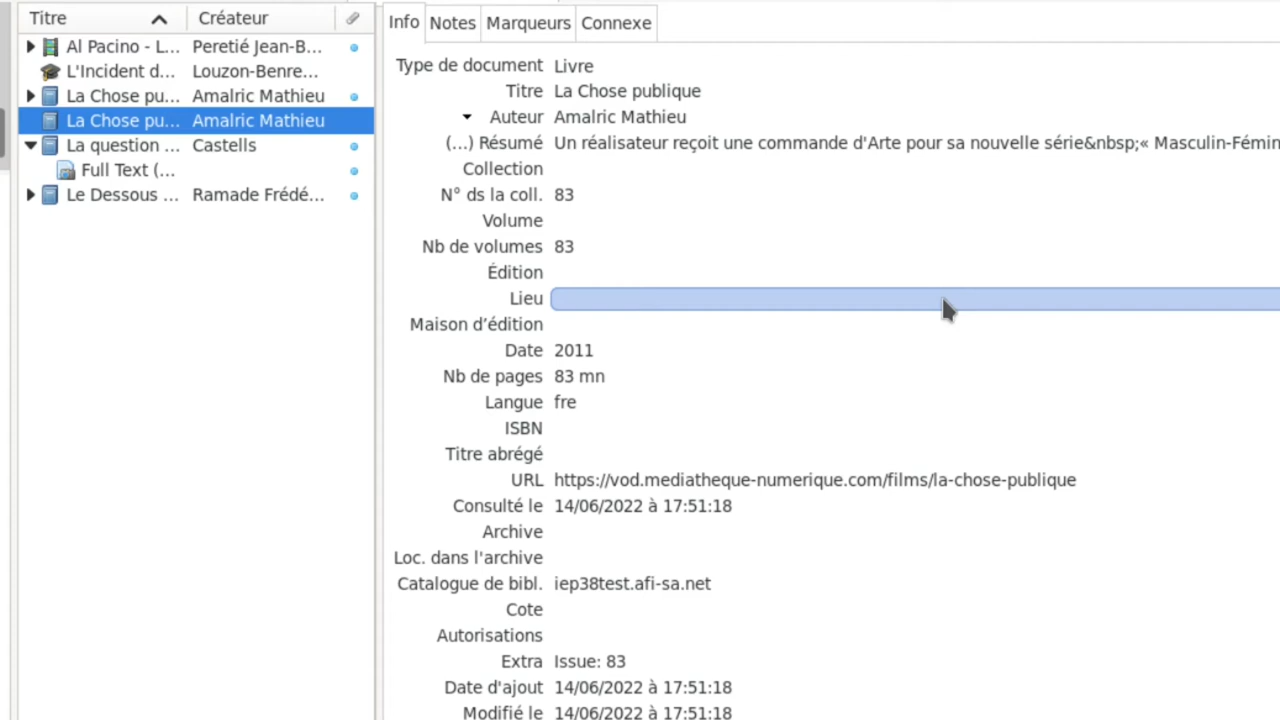 Titre Créateur
Al Pacino - L... Peretié Jean-B...
L'Incident d... Louzon-Benre...
La Chose pu... Amalric Mathieu
La Chose pu... Amalric Mathieu
La question ... Castells
Full Text (...
Le Dessous ... Ramade Frédé...
Info Notes Marqueurs Connexe
Type de document Livre
Titre La Chose publique
Auteur Amalric Mathieu
(...) Résumé Un réalisateur reçoit une commande d'Arte pour sa nouvelle série&nbsp;« Masculin-Fémin
Collection
N° ds la coll. 83
Volume
Nb de volumes 83
Édition
Lieu
Maison d’édition
Date 2011
Nb de pages 83 mn
Langue fre
ISBN
Titre abrégé
URL https://vod.mediatheque-numerique.com/films/la-chose-publique
Consulté le 14/06/2022 à 17:51:18
Archive
Loc. dans l'archive
Catalogue de bibl. iep38test.afi-sa.net
Cote
Autorisations
Extra Issue: 83
Date d'ajout 14/06/2022 à 17:51:18
Modifié le 14/06/2022 à 17:51:18